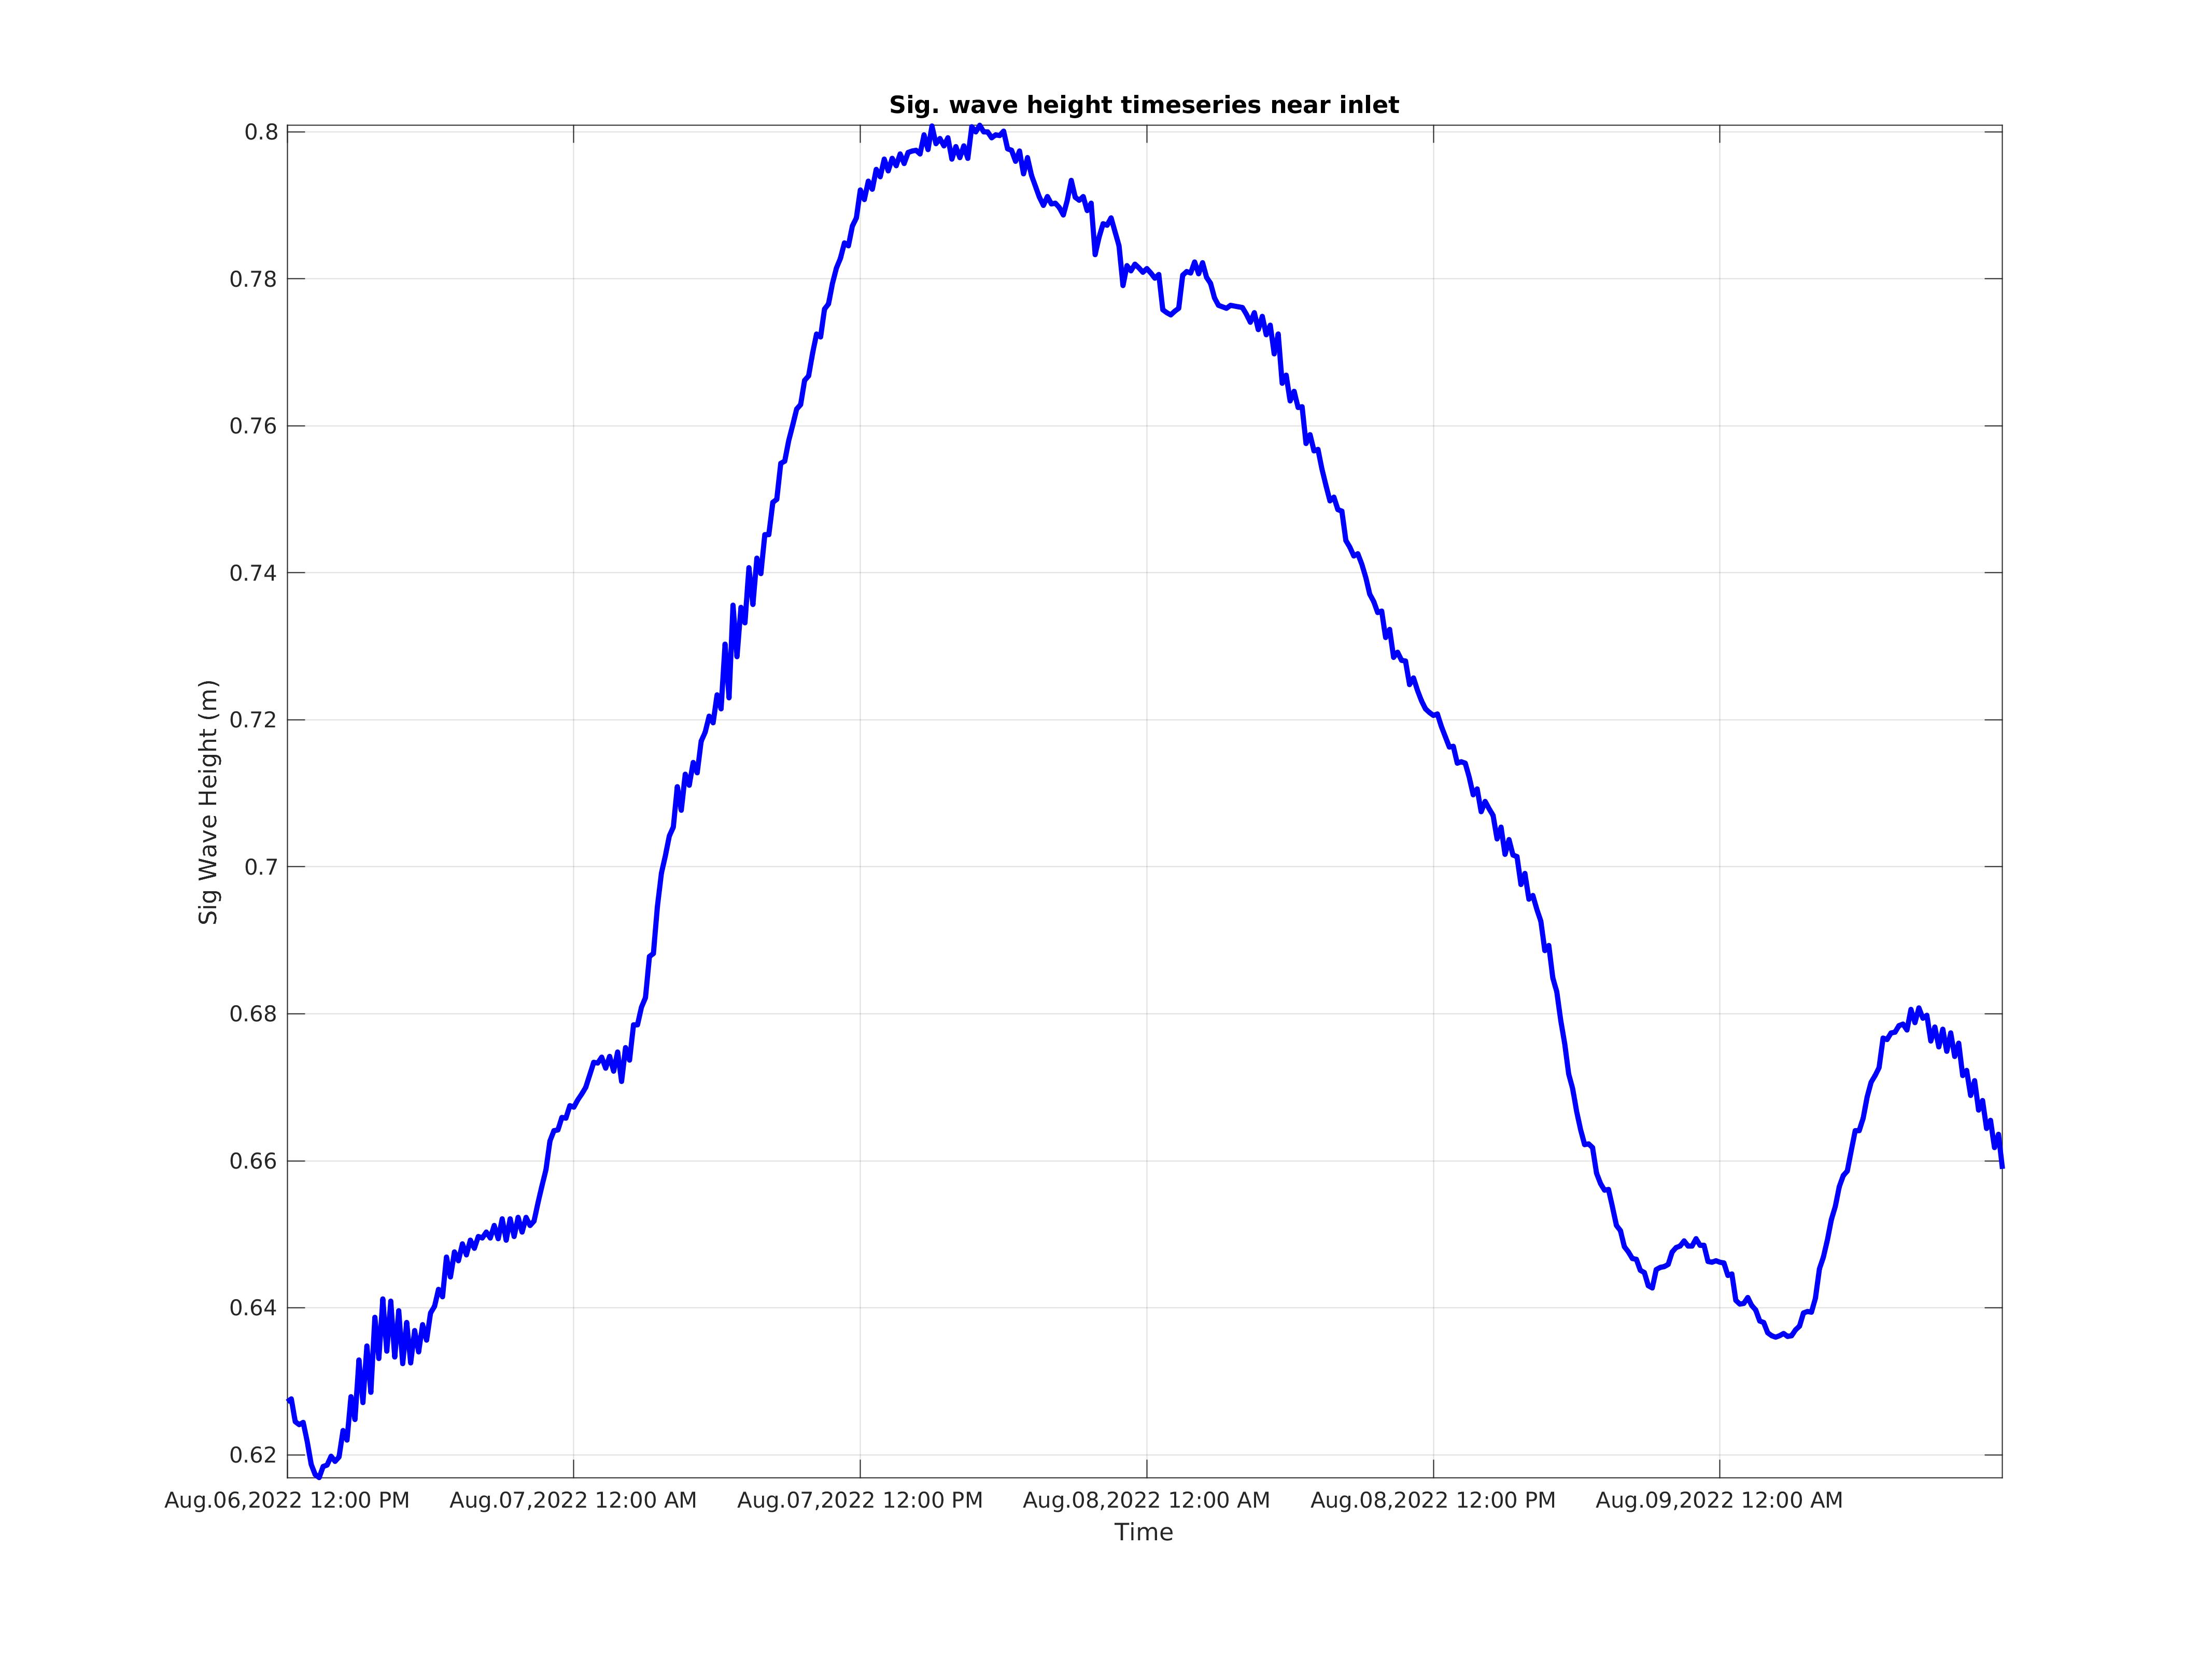 Sig. wave height timeseries near inlet
0.8
0.78
0.76
0.74
0.72
0.7
0.68
0.66
0.64
0.62
Sig Wave Height (m)
Aug.06,2022 12:00 PM Aug.07,2022 12:00 AM Aug.07,2022 12:00 PM Aug.08,2022 12:00 AM Aug.08,2022 12:00 PM Aug.09,2022 12:00 AM
Time